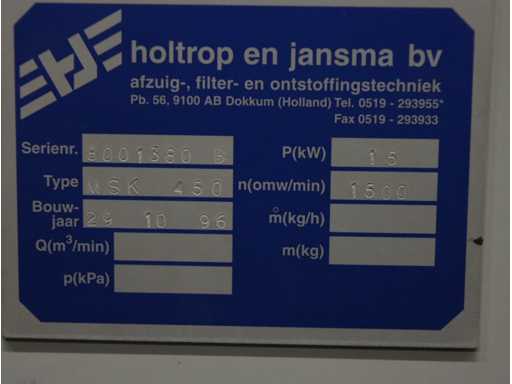 holtrop en jansma bv
afzuig-, filter- en ontstoffingstechniek
Pb. 56, 9100 AB Dokkum (Holland) Tel. 0519 - 293955*
Fax 0519 - 293933
Serienr. 8001380 B P(kW) 15
Type MSK 450 n(omw/min) 1500
Bouw-
jaar 29 10 96 m̊(kg/h)
Q(m³/min) m(kg)
p(kPa)